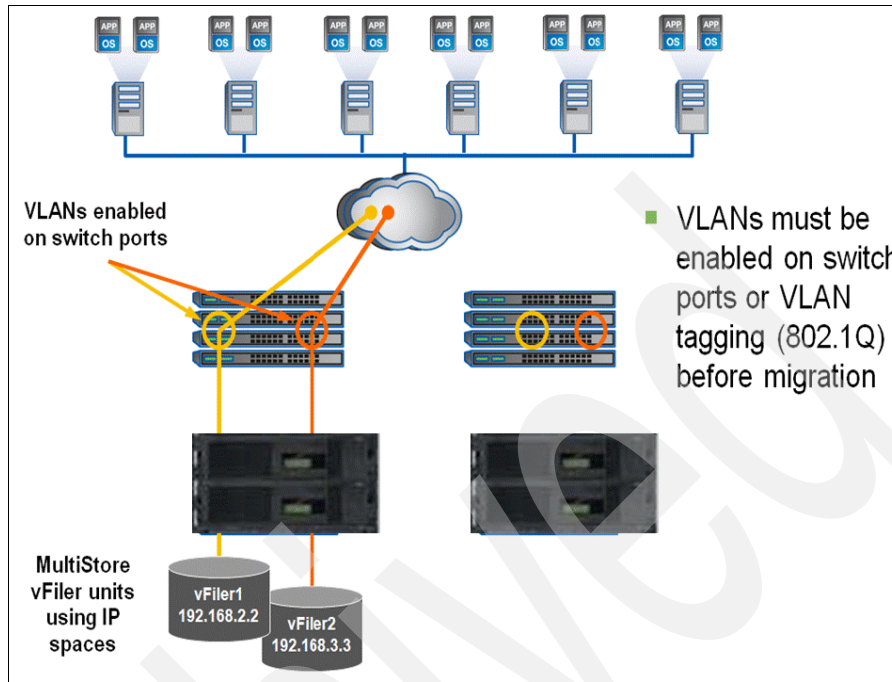 APP APP APP APP APP APP APP APP APP APP APP APP
OS OS OS OS OS OS OS OS OS OS OS OS
VLANs enabled
on switch ports
VLANs must be
enabled on switch
ports or VLAN
tagging (802.1Q)
before migration
MultiStore
vFiler units
using IP
spaces
vFiler1
192.168.2.2
vFiler2
192.168.3.3